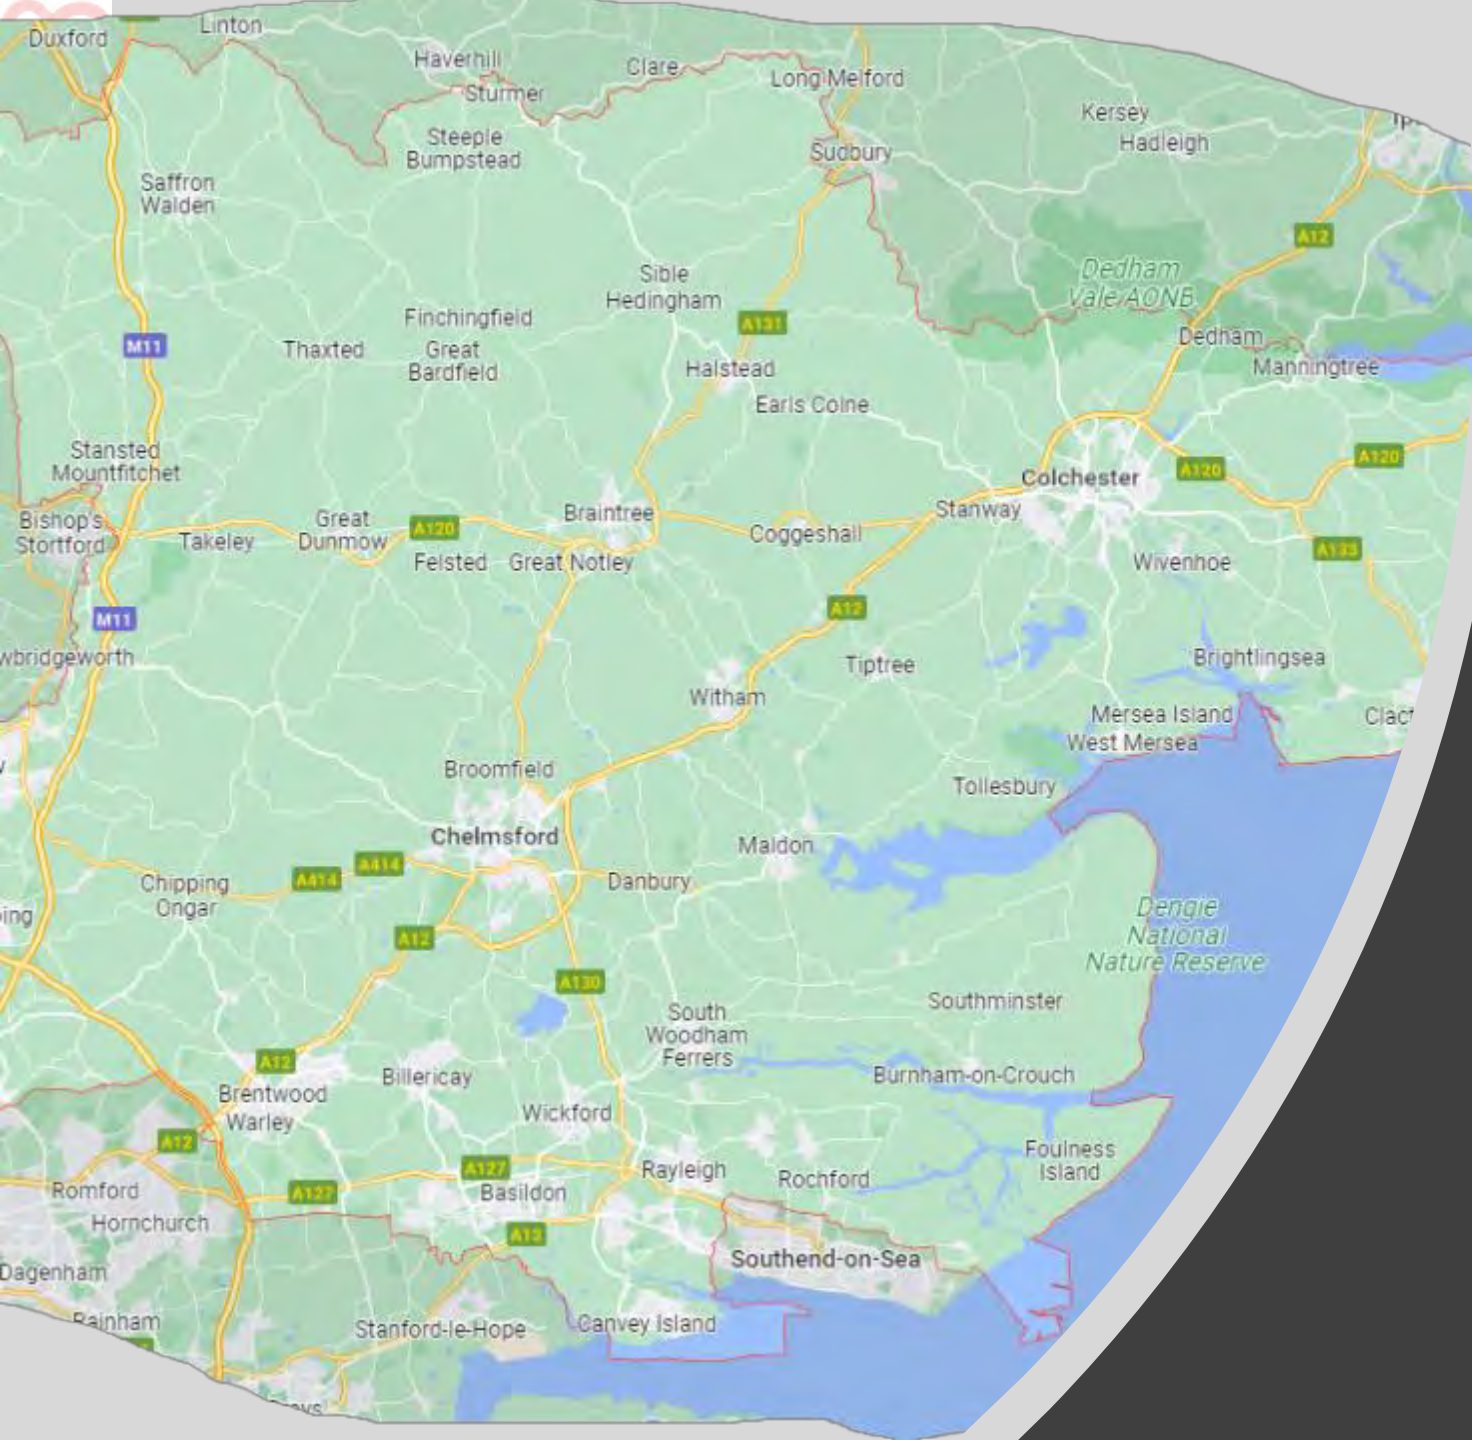 Duxford
Linton
Haverhill
Sturmer
Clare
Long Melford
Kersey
Hadleigh
Steeple
Bumpstead
Sudbury
Saffron
Walden
A12
Dedham
Vale AONB
Sible
Hedingham
Finchingfield
A131
M11
Thaxted
Great
Bardfield
Halstead
Dedham
Manningtree
Earls Colne
Stansted
Mountfitchet
Colchester
A120
A120
Bishop's
Stortford
Takeley
Great
Dunmow
A120
Felsted
Great Notley
Braintree
Coggeshall
Stanway
A133
Wivenhoe
M11
A12
wbridgeworth
Tiptree
Brightlingsea
Witham
Mersea Island
West Mersea
Clact
Broomfield
Tollesbury
Chelmsford
Maldon
A414
A414
Chipping
Ongar
Danbury
Dengie
National
Nature Reserve
ing
A12
A130
South
Woodham
Ferrers
Southminster
A12
Brentwood
Warley
Billericay
Burnham-on-Crouch
Wickford
A12
Foulness
Island
A127
A127
Rayleigh
Rochford
Romford
Basildon
Hornchurch
A13
Southend-on-Sea
Dagenham
Rainham
Stanford-le-Hope
Canvey Island